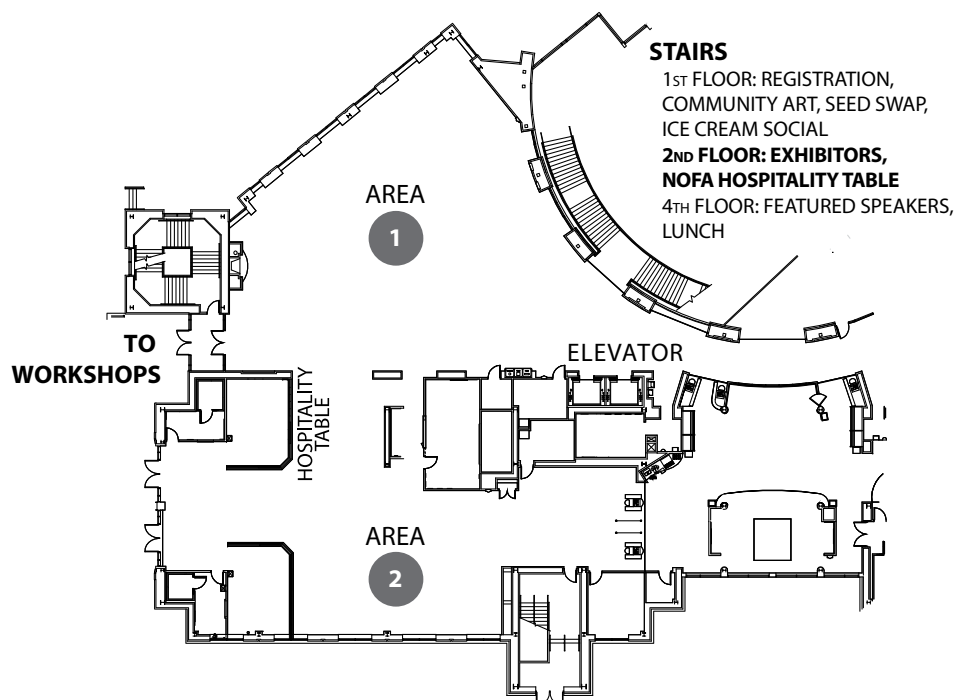 STAIRS
1ST FLOOR: REGISTRATION,
COMMUNITY ART, SEED SWAP,
ICE CREAM SOCIAL
2ND FLOOR: EXHIBITORS,
NOFA HOSPITALITY TABLE
4TH FLOOR: FEATURED SPEAKERS,
LUNCH
AREA
1
TO
WORKSHOPS
ELEVATOR
HOSPITALITY
TABLE
AREA
2